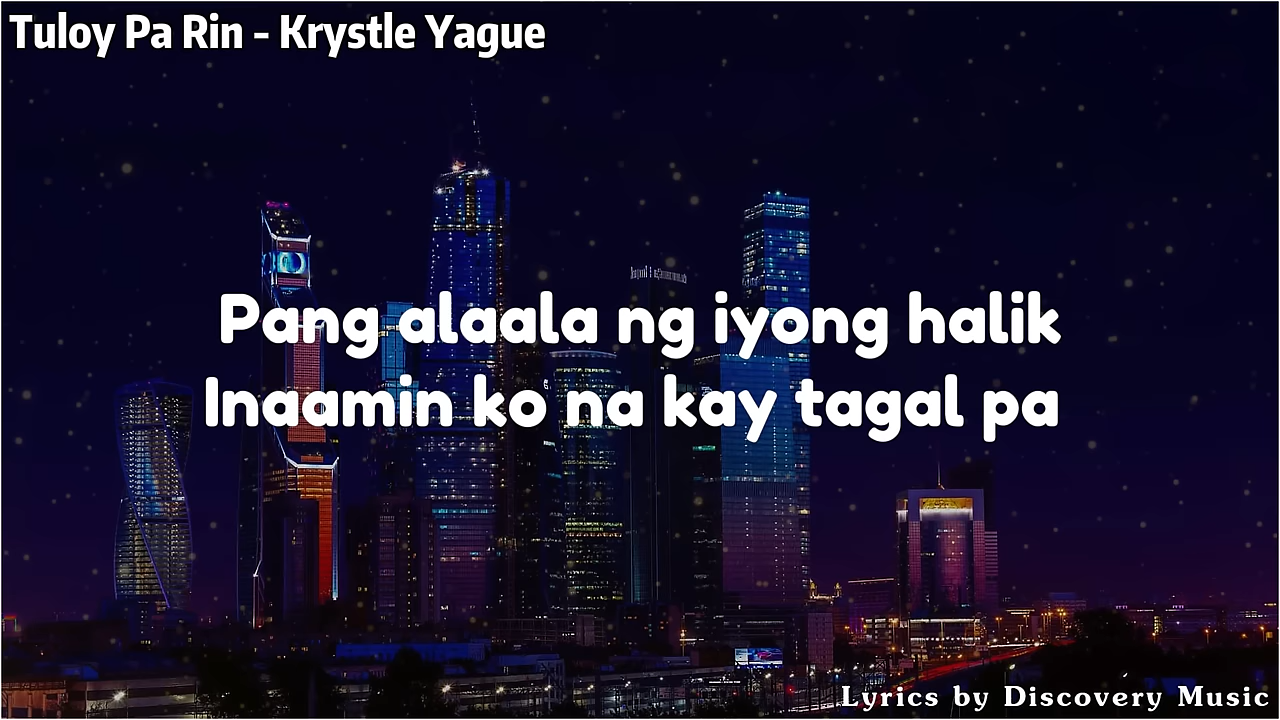 Tuloy Pa Rin - Krystle Yague
Pang alaala ng iyong halik
Inaamin ko na kay tagal pa
Lyrics by Discovery Music